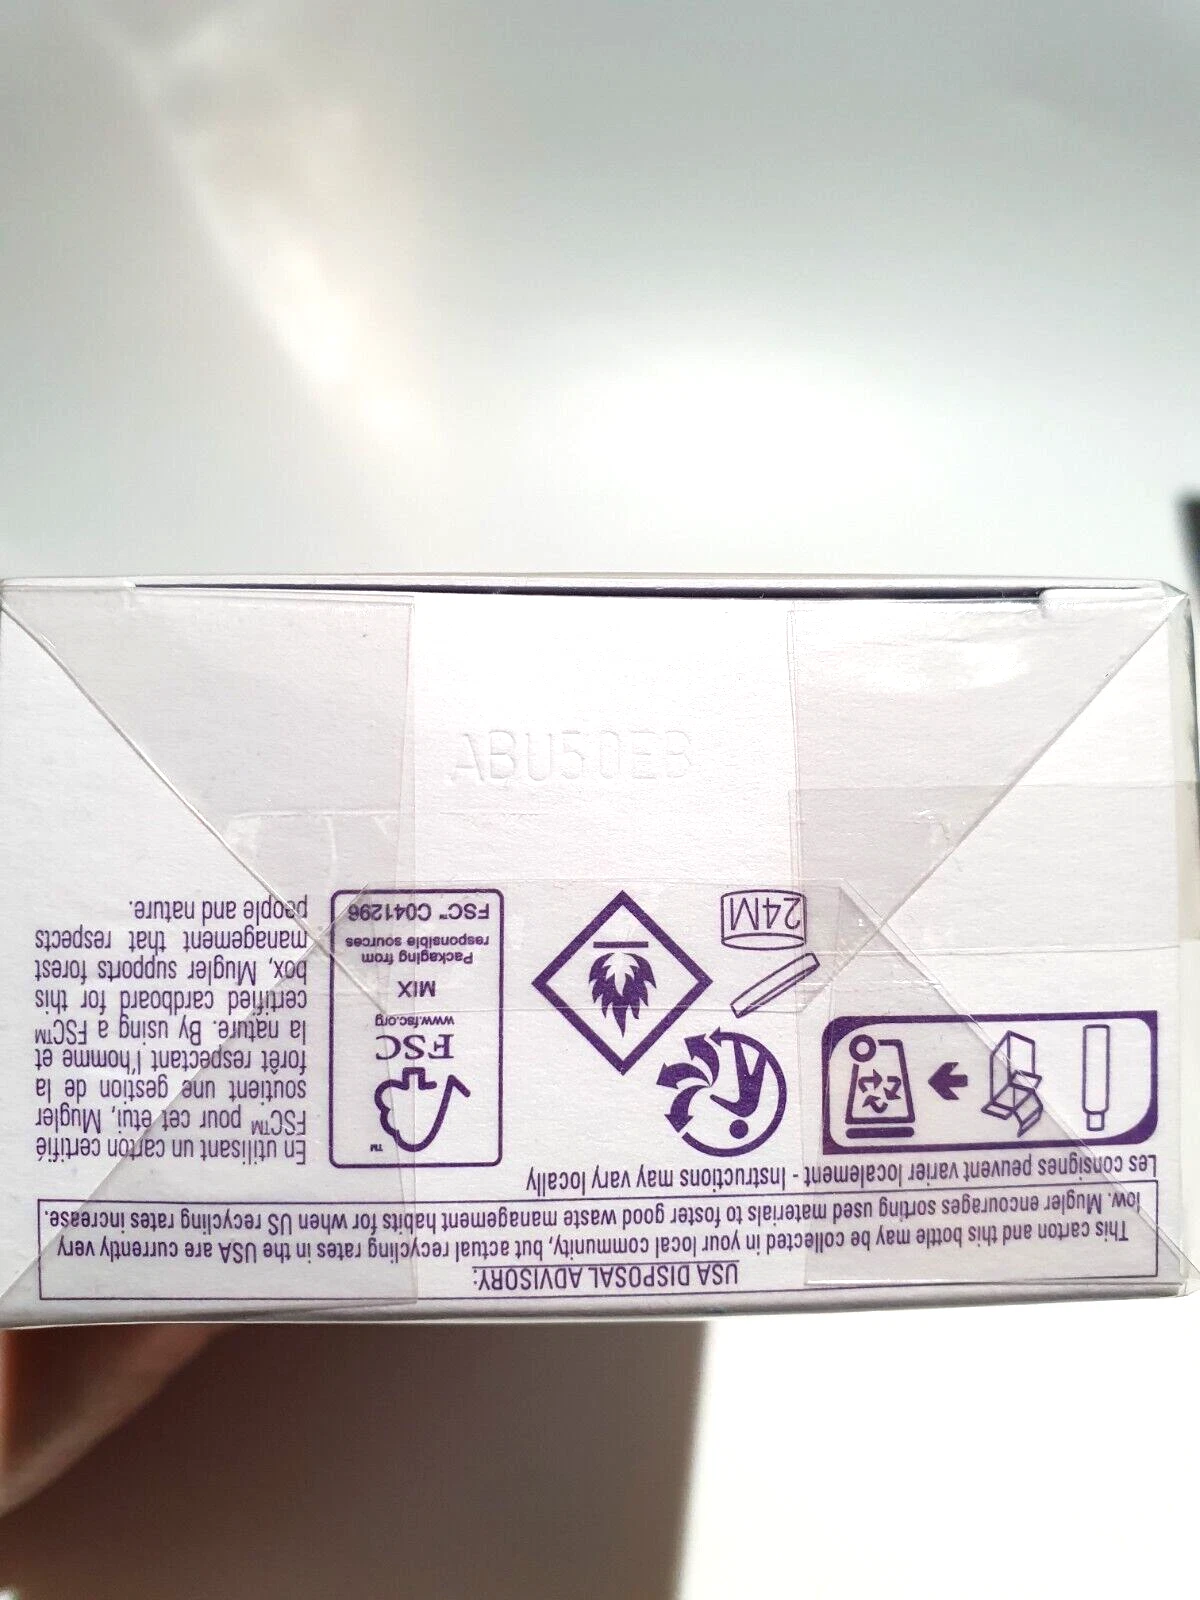 ABU50EB
USA DISPOSAL ADVISORY:
This carton and this bottle may be collected in your local community, but actual recycling rates in the USA are currently very
low. Mugler encourages sorting used materials to foster good waste management habits for when US recycling rates increase.
Les consignes peuvent varier localement - Instructions may vary locally
24M
™
FSC
www.fsc.org
MIX
Packaging from
responsible sources
FSC™ C041296
En utilisant un carton certifié
FSC™ pour cet étui, Mugler
soutient une gestion de la
forêt respectant l'homme et
la nature. By using a FSC™
certified cardboard for this
box, Mugler supports forest
management that respects
people and nature.